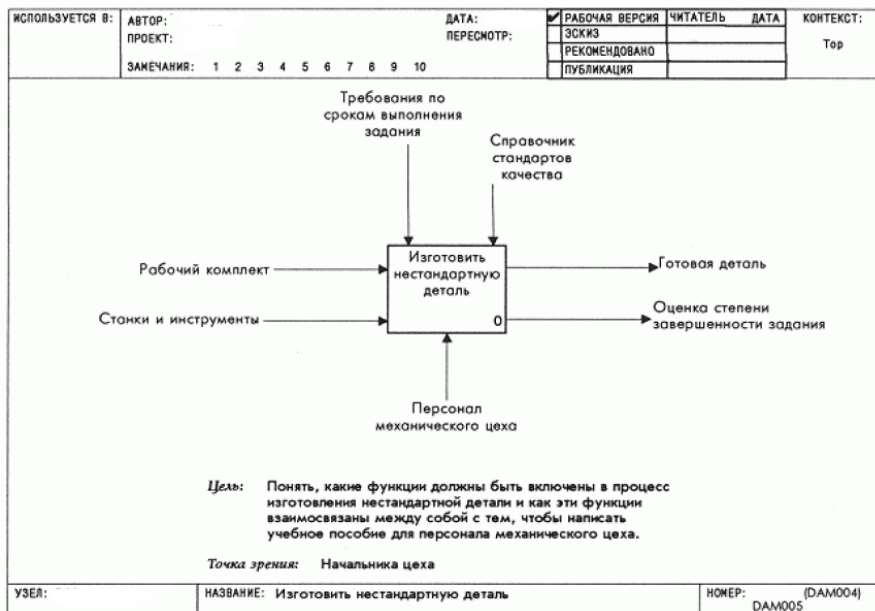 ИСПОЛЬЗУЕТСЯ В:
АВТОР:
ДАТА:
ПРОЕКТ:
ПЕРЕСМОТР:
ЗАМЕЧАНИЯ: 1 2 3 4 5 6 7 8 9 10
РАБОЧАЯ ВЕРСИЯ
ЧИТАТЕЛЬ ДАТА
ЭСКИЗ
РЕКОМЕНДОВАНО
ПУБЛИКАЦИЯ
КОНТЕКСТ:
Top
Требования по
срокам выполнения
задания
Справочник
стандартов
качества
Рабочий комплект
Станки и инструменты
Изготовить
нестандартную
деталь
0
Готовая деталь
Оценка степени
завершенности задания
Персонал
механического цеха
Цель: Понять, какие функции должны быть включены в процесс
изготовления нестандартной детали и как эти функции
взаимосвязаны между собой с тем, чтобы написать
учебное пособие для персонала механического цеха.
Точка зрения: Начальника цеха
УЗЕЛ:
НАЗВАНИЕ: Изготовить нестандартную деталь
НОМЕР: (DAM004)
DAM005